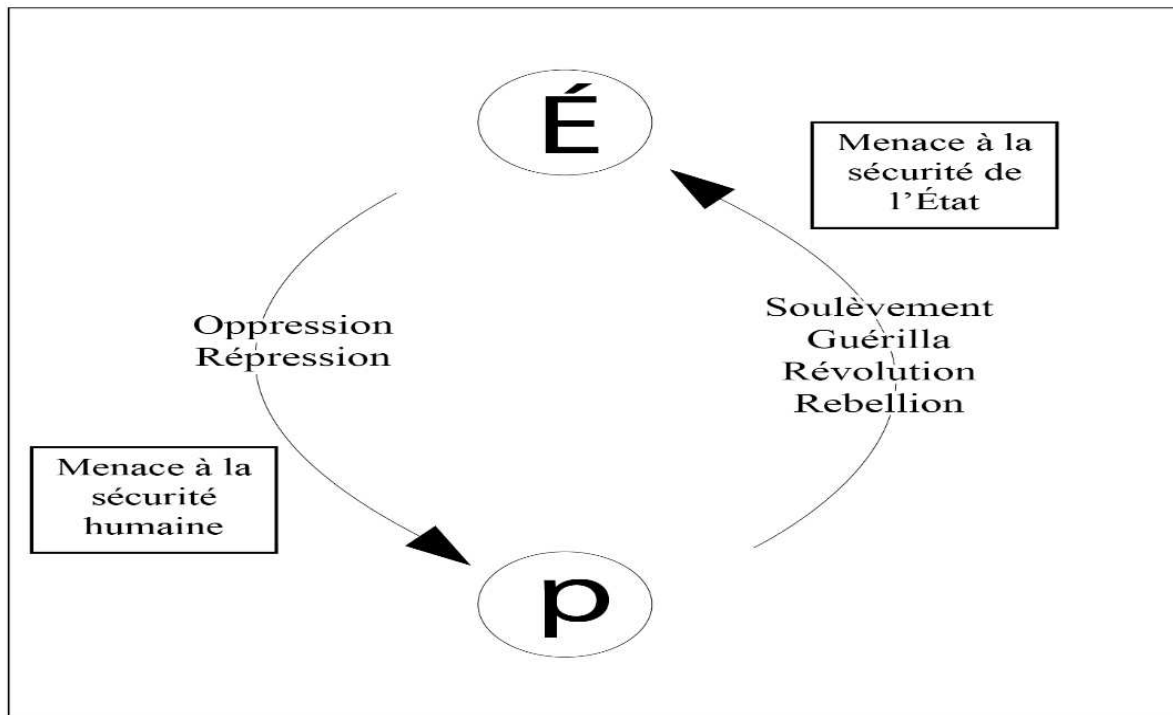 É
Menace à la
sécurité de
l'État
Oppression
Répression
Soulèvement
Guérilla
Révolution
Rebellion
Menace à la
sécurité
humaine
p